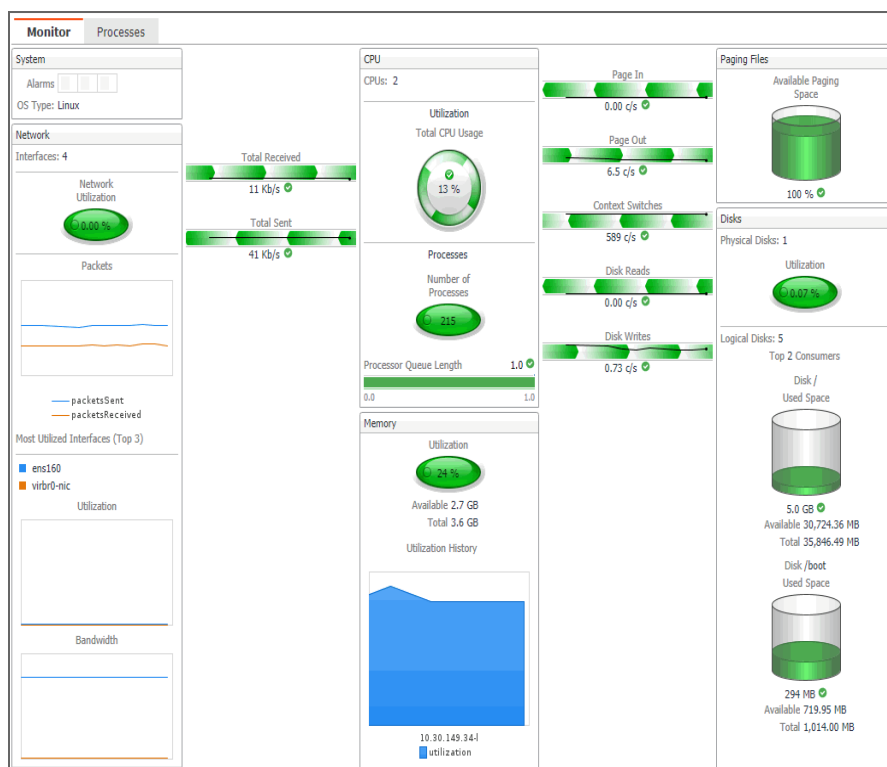 Monitor
Processes
System
Alarms
OS Type: Linux
Network
Interfaces: 4
Network
Utilization
0.00 %
Packets
packetsSent
packetsReceived
Most Utilized Interfaces (Top 3)
ens160
virbr0-nic
Utilization
Bandwidth
Total Received
11 Kb/s
Total Sent
41 Kb/s
CPU
CPUs: 2
Utilization
Total CPU Usage
13 %
Processes
Number of
Processes
215
Processor Queue Length 1.0
0.0 1.0
Memory
Utilization
24 %
Available 2.7 GB
Total 3.6 GB
Utilization History
10.30.149.34-l
utilization
Page In
0.00 c/s
Page Out
6.5 c/s
Context Switches
589 c/s
Disk Reads
0.00 c/s
Disk Writes
0.73 c/s
Paging Files
Available Paging
Space
100 %
Disks
Physical Disks: 1
Utilization
0.07 %
Logical Disks: 5
Top 2 Consumers
Disk /
Used Space
5.0 GB
Available 30,724.36 MB
Total 35,846.49 MB
Disk /boot
Used Space
294 MB
Available 719.95 MB
Total 1,014.00 MB